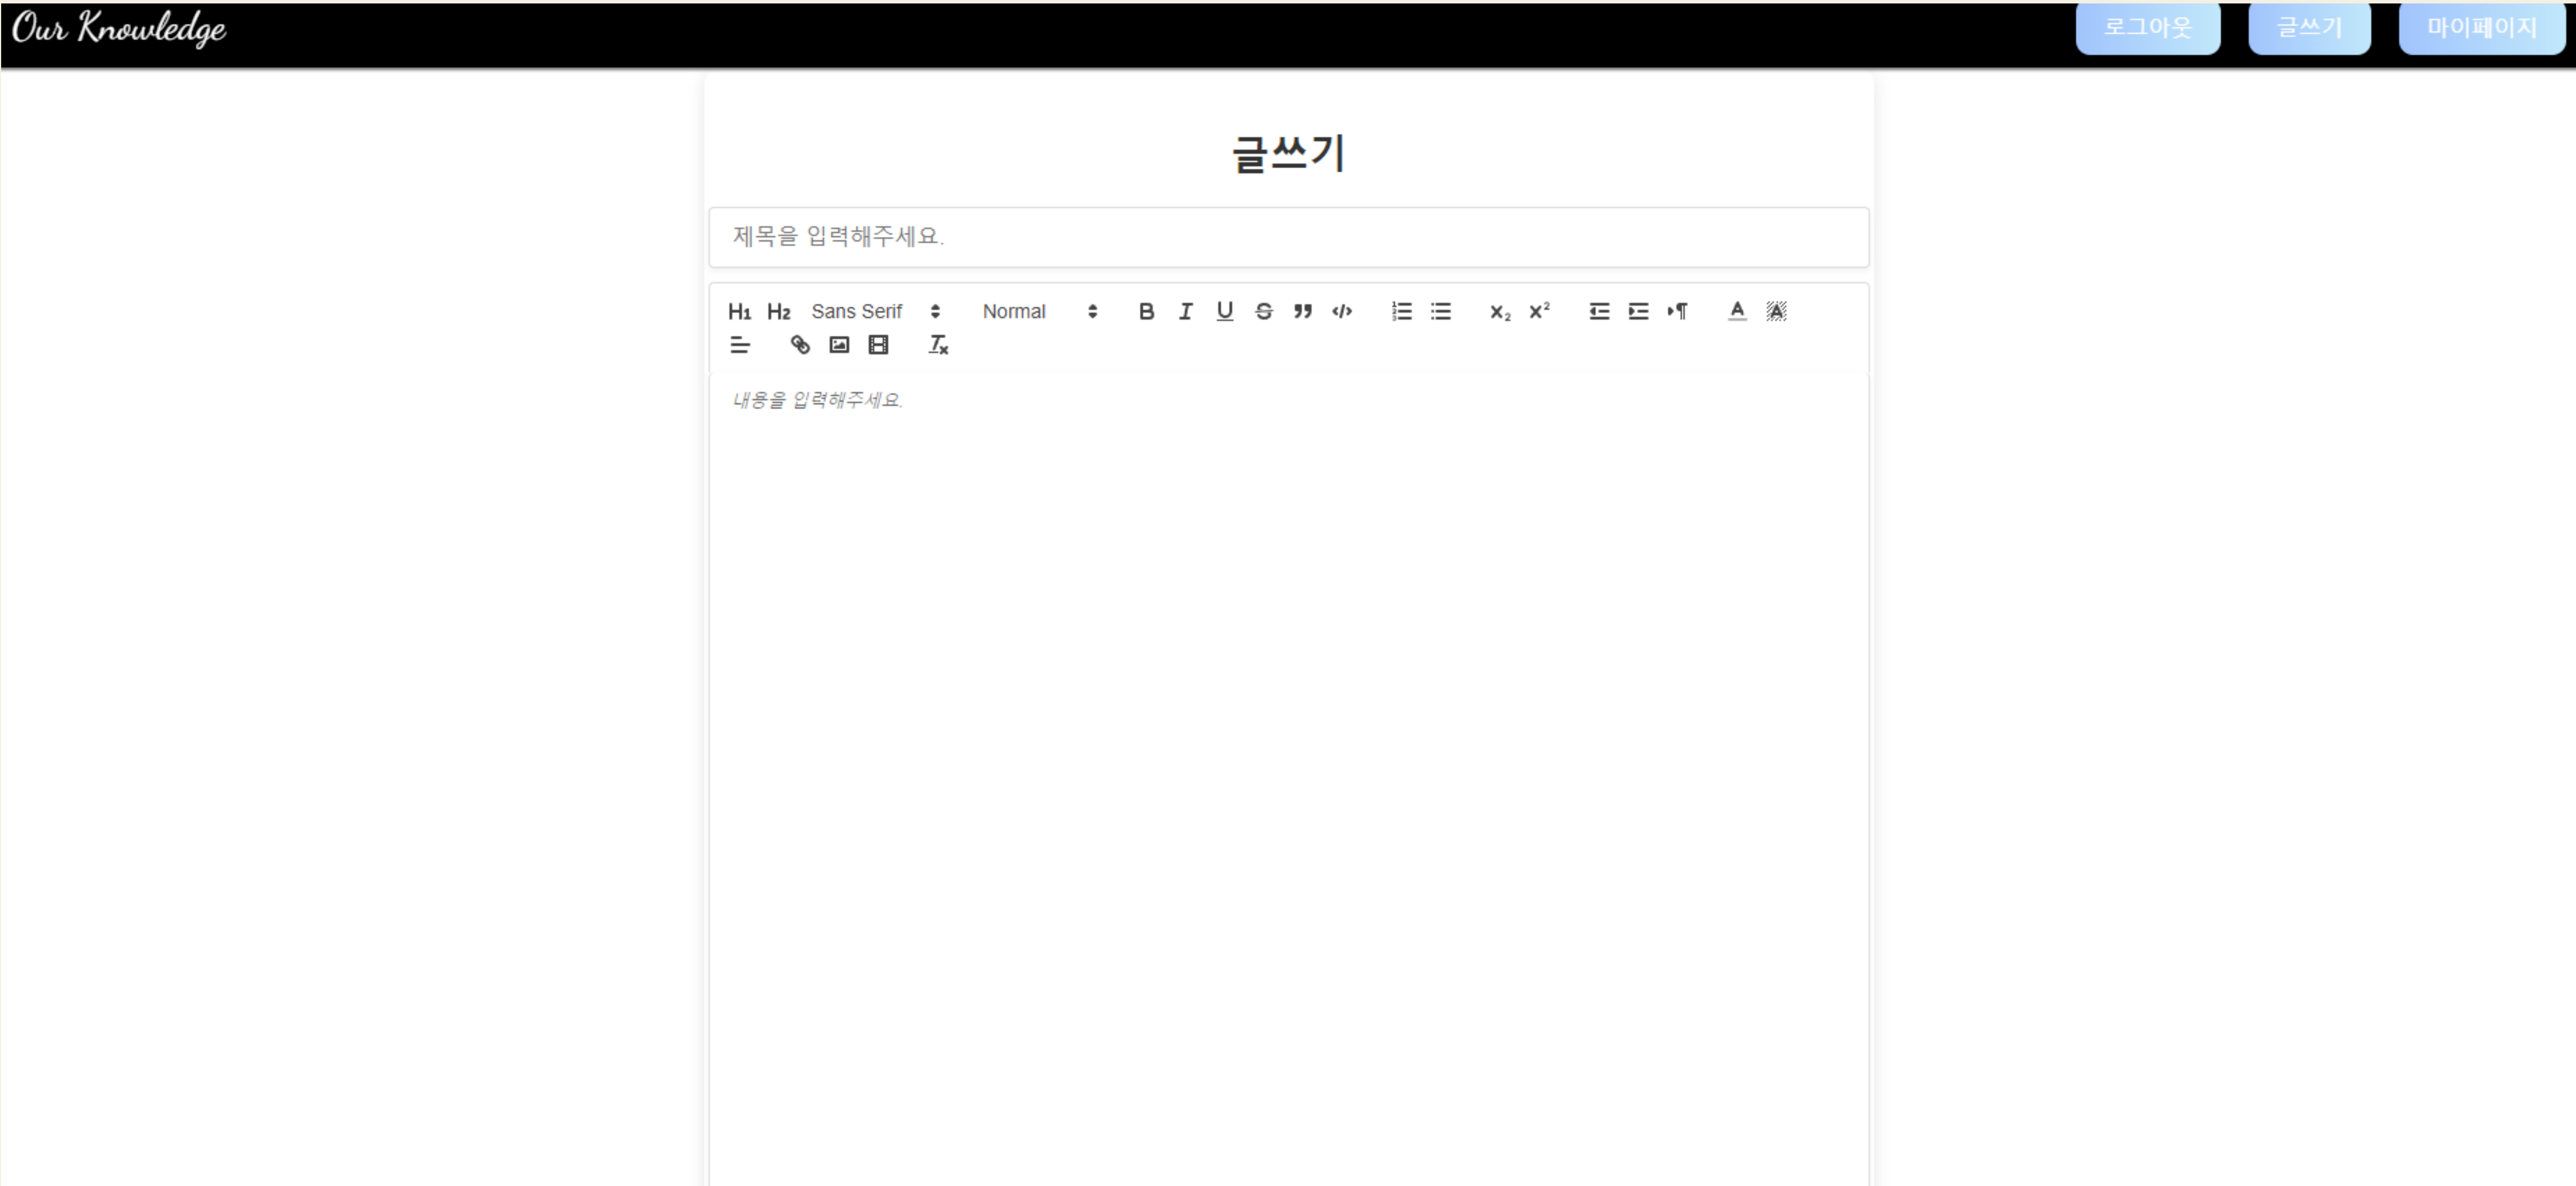 Our Knowledge
로그아웃 글쓰기 마이페이지
글쓰기
제목을 입력해주세요.
H1 H2 Sans Serif Normal B I U S </> x₂ x² A A
내용을 입력해주세요.